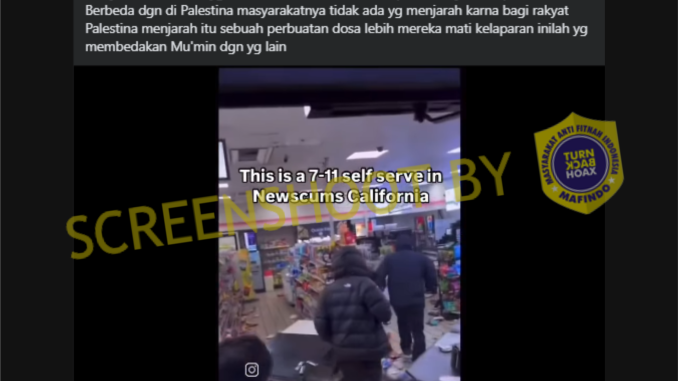 Berbeda dgn di Palestina masyarakatnya tidak ada yg menjarah karna bagi rakyat
Palestina menjarah itu sebuah perbuatan dosa lebih mereka mati kelaparan inilah yg
membedakan Mu'min dgn yg lain
This is a 7-11 self serve in
Newscums California
SCREENSHOOT BY
MASYARAKAT ANTI FITNAH INDONESIA
TURN
BACK
HOAX
MAFINDO